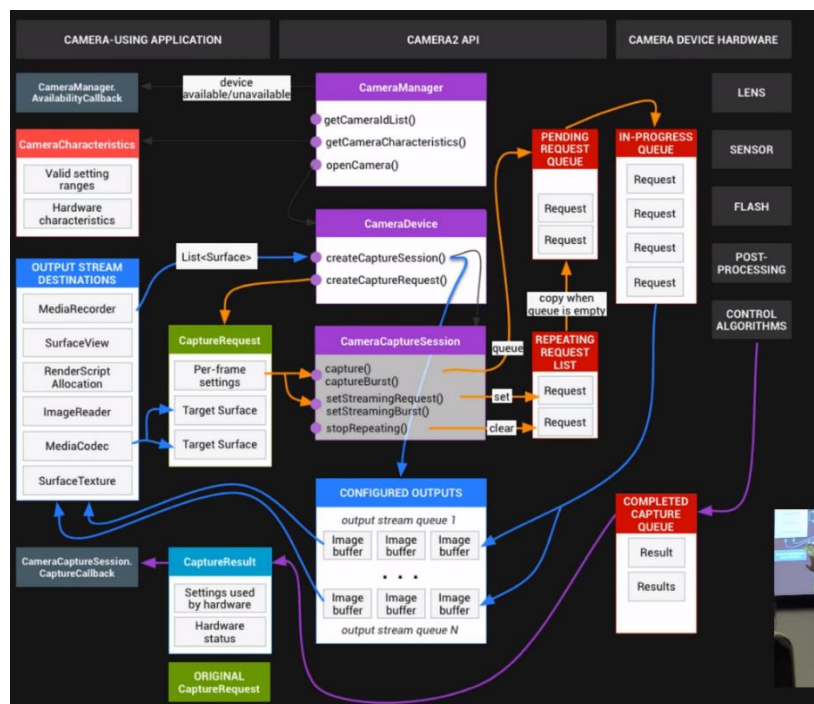 CAMERA-USING APPLICATION
CAMERA2 API
CAMERA DEVICE HARDWARE
CameraManager.
AvailabilityCallback
device
available/unavailable
CameraManager
getCameraIdList()
getCameraCharacteristics()
openCamera()
CameraCharacteristics
Valid setting
ranges
Hardware
characteristics
PENDING
REQUEST
QUEUE
Request
Request
IN-PROGRESS
QUEUE
Request
Request
Request
Request
LENS
SENSOR
FLASH
POST-
PROCESSING
CONTROL
ALGORITHMS
CameraDevice
createCaptureSession()
createCaptureRequest()
List<Surface>
OUTPUT STREAM
DESTINATIONS
MediaRecorder
SurfaceView
RenderScript
Allocation
ImageReader
MediaCodec
SurfaceTexture
CaptureRequest
Per-frame
settings
Target Surface
Target Surface
CameraCaptureSession
capture()
captureBurst()
setStreamingRequest()
setStreamingBurst()
stopRepeating()
queue
set
clear
copy when
queue is empty
REPEATING
REQUEST
LIST
Request
Request
CONFIGURED OUTPUTS
output stream queue 1
Image
buffer
Image
buffer
Image
buffer
. . .
Image
buffer
Image
buffer
Image
buffer
output stream queue N
COMPLETED
CAPTURE
QUEUE
Result
Results
CameraCaptureSession.
CaptureCallback
CaptureResult
Settings used
by hardware
Hardware
status
ORIGINAL
CaptureRequest